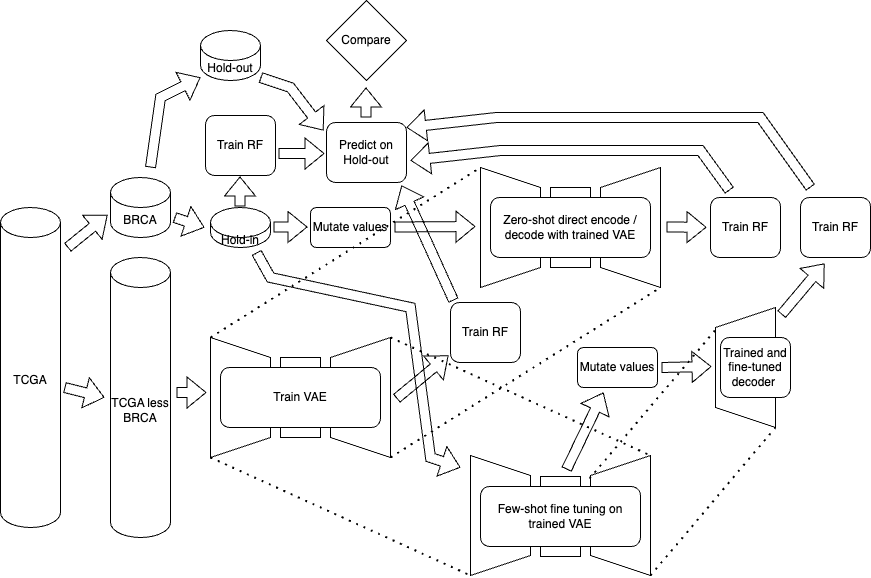 Compare
Hold-out
Train RF
Predict on
Hold-out
BRCA
Hold-in
Mutate values
Zero-shot direct encode /
decode with trained VAE
Train RF
Train RF
TCGA
TCGA less
BRCA
Train VAE
Train RF
Mutate values
Trained and
fine-tuned
decoder
Few-shot fine tuning on
trained VAE